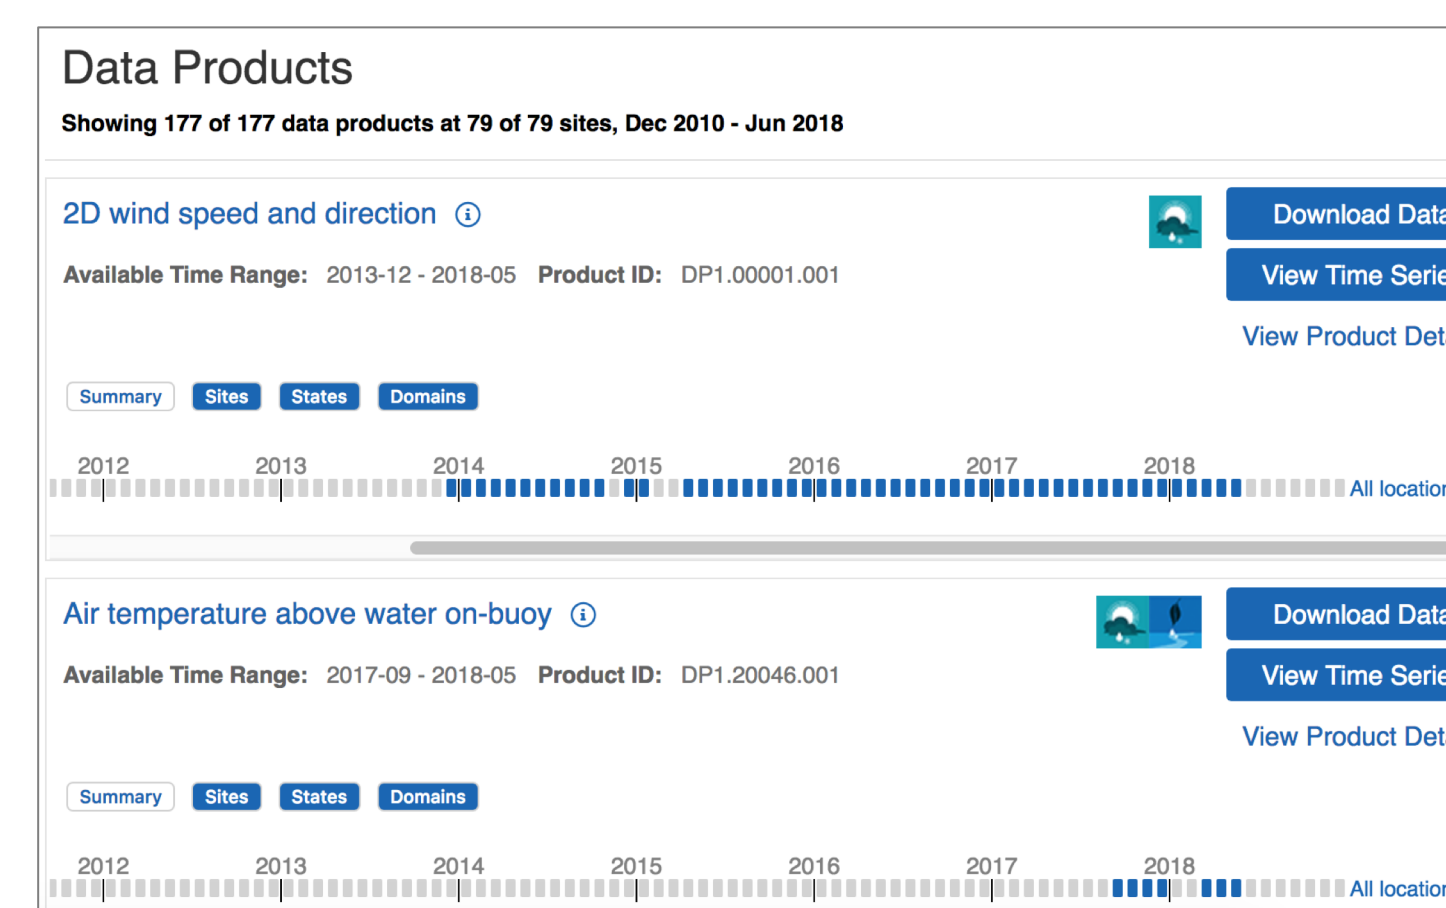 Data Products
Showing 177 of 177 data products at 79 of 79 sites, Dec 2010 - Jun 2018
2D wind speed and direction
Download Data
Available Time Range: 2013-12 - 2018-05 Product ID: DP1.00001.001
View Time Serie
View Product Deta
Summary Sites States Domains
2012 2013 2014 2015 2016 2017 2018
All location
Air temperature above water on-buoy
Download Data
Available Time Range: 2017-09 - 2018-05 Product ID: DP1.20046.001
View Time Serie
View Product Deta
Summary Sites States Domains
2012 2013 2014 2015 2016 2017 2018
All location